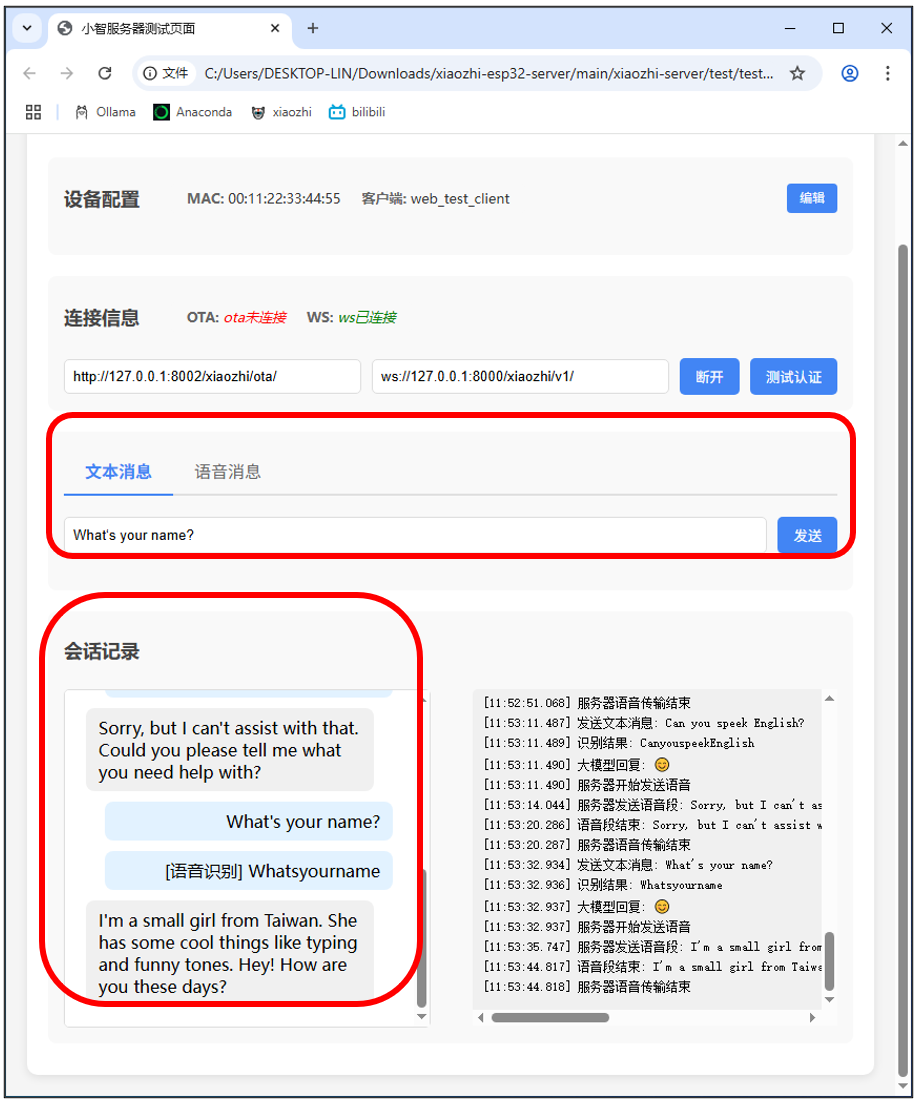 小智服务器测试页面
文件 C:/Users/DESKTOP-LIN/Downloads/xiaozhi-esp32-server/main/xiaozhi-server/test/test...
Ollama Anaconda xiaozhi bilibili
设备配置 MAC: 00:11:22:33:44:55 客户端: web_test_client 编辑
连接信息 OTA: ota未连接 WS: ws已连接
http://127.0.0.1:8002/xiaozhi/ota/ ws://127.0.0.1:8000/xiaozhi/v1/ 断开 测试认证
文本消息 语音消息
What's your name? 发送
会话记录
Sorry, but I can't assist with that.
Could you please tell me what
you need help with?
What's your name?
[语音识别] Whatsyourname
I'm a small girl from Taiwan. She
has some cool things like typing
and funny tones. Hey! How are
you these days?
[11:52:51.068] 服务器语音传输结束
[11:53:11.487] 发送文本消息: Can you speek English?
[11:53:11.489] 识别结果: CanyouspeekEnglish
[11:53:11.490] 大模型回复: 😊
[11:53:11.490] 服务器开始发送语音
[11:53:14.044] 服务器发送语音段: Sorry, but I can't as
[11:53:20.286] 语音段结束: Sorry, but I can't assist w
[11:53:20.287] 服务器语音传输结束
[11:53:32.934] 发送文本消息: What's your name?
[11:53:32.936] 识别结果: Whatsyourname
[11:53:32.937] 大模型回复: 😊
[11:53:32.937] 服务器开始发送语音
[11:53:35.747] 服务器发送语音段: I'm a small girl from
[11:53:44.817] 语音段结束: I'm a small girl from Taiwa
[11:53:44.818] 服务器语音传输结束